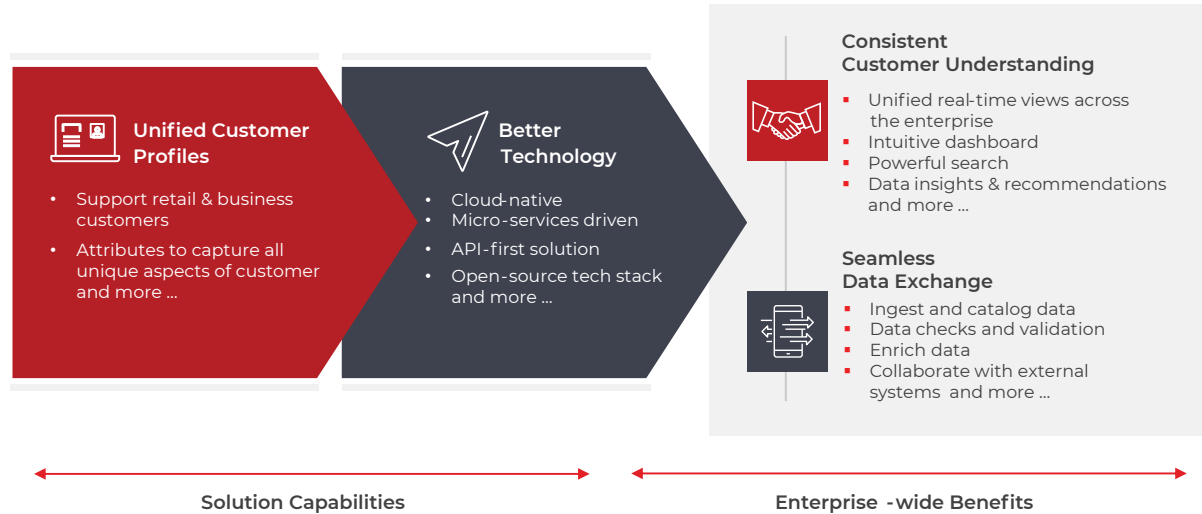 Unified Customer
Profiles
• Support retail & business
customers
• Attributes to capture all
unique aspects of customer
and more ...
Better
Technology
• Cloud-native
• Micro-services driven
• API-first solution
• Open-source tech stack
and more ...
Consistent
Customer Understanding
▪ Unified real-time views across
the enterprise
▪ Intuitive dashboard
▪ Powerful search
▪ Data insights & recommendations
and more ...
Seamless
Data Exchange
▪ Ingest and catalog data
▪ Data checks and validation
▪ Enrich data
▪ Collaborate with external
systems and more ...
Solution Capabilities
Enterprise -wide Benefits